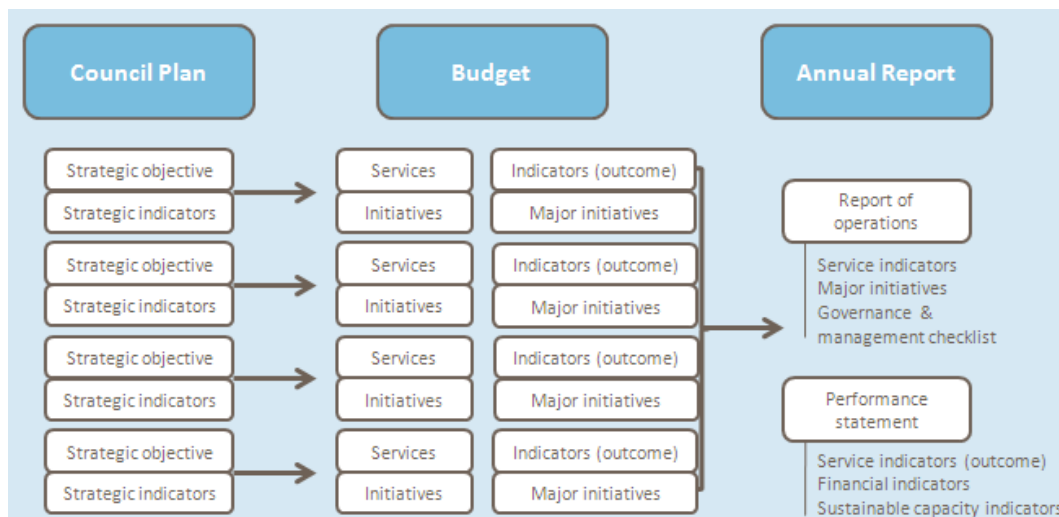 Council Plan
Budget
Annual Report
Strategic objective
Strategic indicators
Services
Initiatives
Indicators (outcome)
Major initiatives
Strategic objective
Strategic indicators
Services
Initiatives
Indicators (outcome)
Major initiatives
Strategic objective
Strategic indicators
Services
Initiatives
Indicators (outcome)
Major initiatives
Strategic objective
Strategic indicators
Services
Initiatives
Indicators (outcome)
Major initiatives
Report of
operations
Service indicators
Major initiatives
Governance &
management checklist
Performance
statement
Service indicators (outcome)
Financial indicators
Sustainable capacity indicators